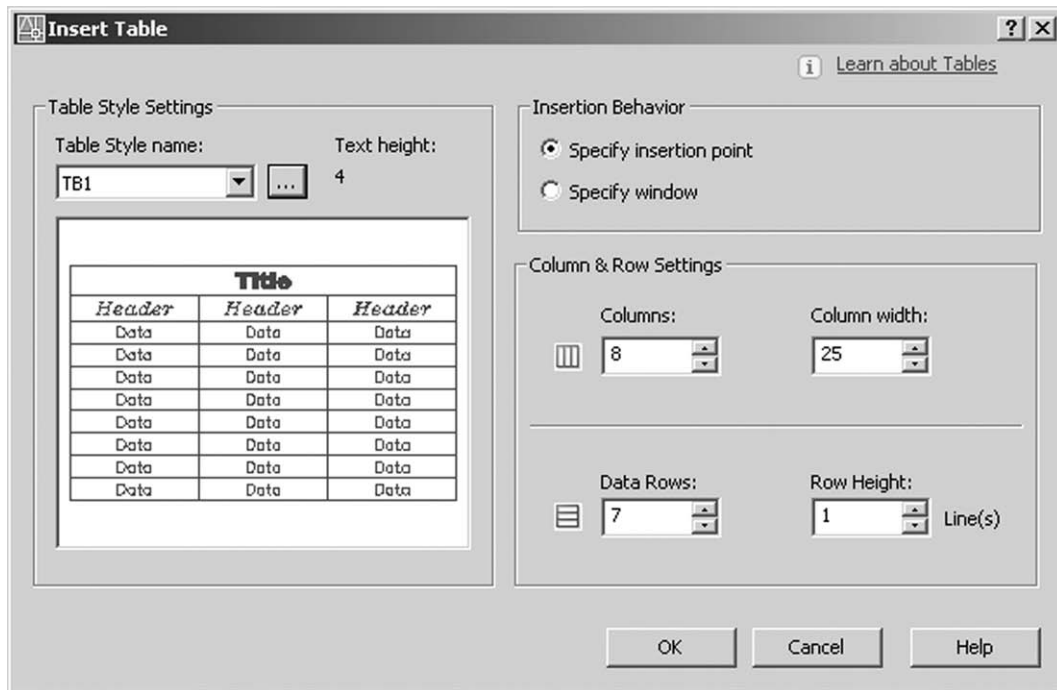 Insert Table
Learn about Tables
Table Style Settings
Table Style name:
Text height:
TB1
...
4
Title
Header Header Header
Data Data Data
Data Data Data
Data Data Data
Data Data Data
Data Data Data
Data Data Data
Data Data Data
Data Data Data
Insertion Behavior
Specify insertion point
Specify window
Column & Row Settings
Columns:
Column width:
8
25
Data Rows:
Row Height:
7
1
Line(s)
OK
Cancel
Help